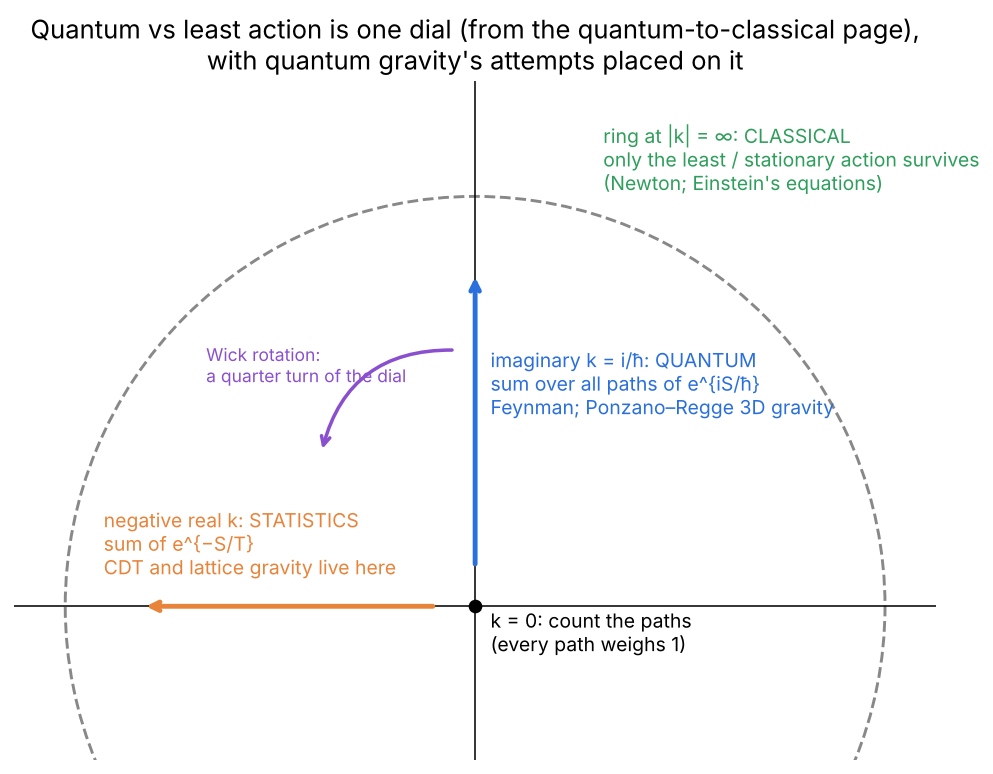 Quantum vs least action is one dial (from the quantum-to-classical page),
with quantum gravity's attempts placed on it
ring at |k| = ∞: CLASSICAL
only the least / stationary action survives
(Newton; Einstein's equations)
Wick rotation:
a quarter turn of the dial
imaginary k = i/ħ: QUANTUM
sum over all paths of e^{iS/ħ}
Feynman; Ponzano–Regge 3D gravity
negative real k: STATISTICS
sum of e^{−S/T}
CDT and lattice gravity live here
k = 0: count the paths
(every path weighs 1)